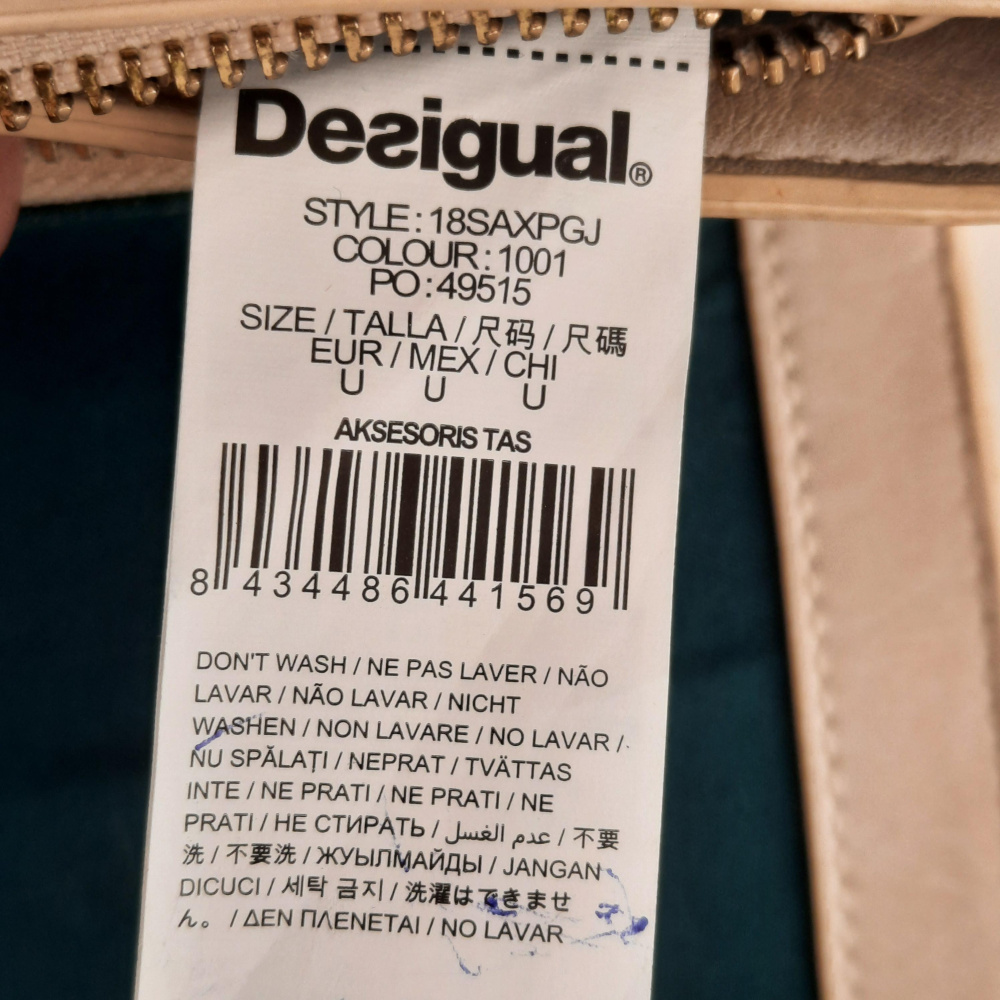 Desigual®
STYLE : 18SAXPGJ
COLOUR : 1001
PO : 49515
SIZE / TALLA / 尺码 / 尺碼
EUR / MEX / CHI
U U U
AKSESORIS TAS
8 434486 441569
DON'T WASH / NE PAS LAVER / NÃO
LAVAR / NÃO LAVAR / NICHT
WASHEN / NON LAVARE / NO LAVAR /
NU SPĂLAȚI / NEPRAT / TVÄTTAS
INTE / NE PRATI / NE PRATI / NE
PRATI / НЕ СТИРАТЬ / عدم الغسل / 不要
洗 / 不要洗 / ЖУЫЛМАЙДЫ / JANGAN
DICUCI / 세탁 금지 / 洗濯はできませ
ん。 / ΔΕΝ ΠΛΕΝΕΤΑΙ / NO LAVAR